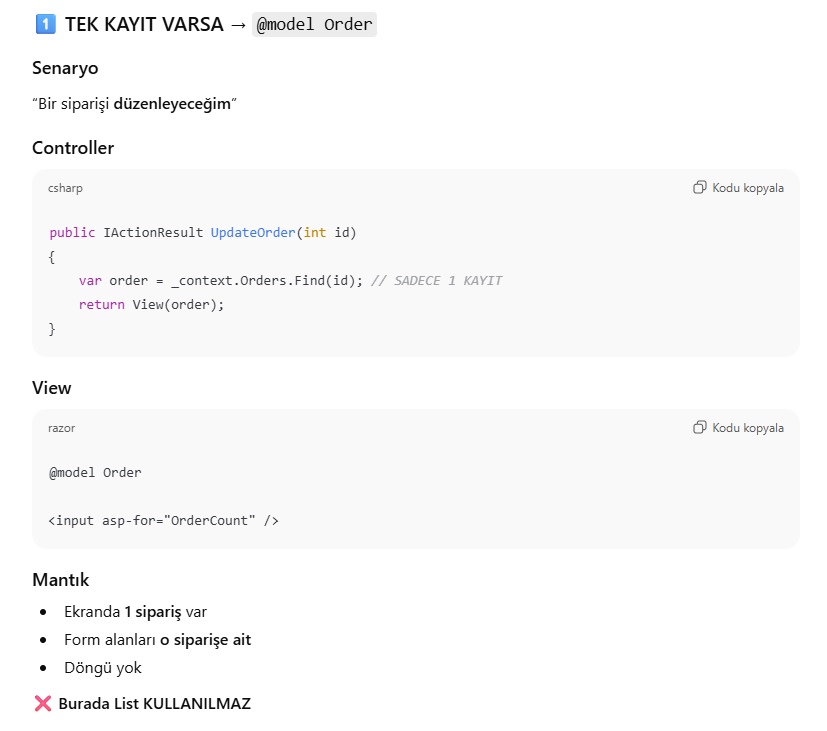 1 TEK KAYIT VARSA → @model Order
Senaryo
“Bir siparişi düzenleyeceğim”
Controller
csharp
Kodu kopyala
public IActionResult UpdateOrder(int id)
{
    var order = _context.Orders.Find(id); // SADECE 1 KAYIT
    return View(order);
}
View
razor
Kodu kopyala
@model Order
<input asp-for="OrderCount" />
Mantık
• Ekranda 1 sipariş var
• Form alanları o siparişe ait
• Döngü yok
❌ Burada List KULLANILMAZ